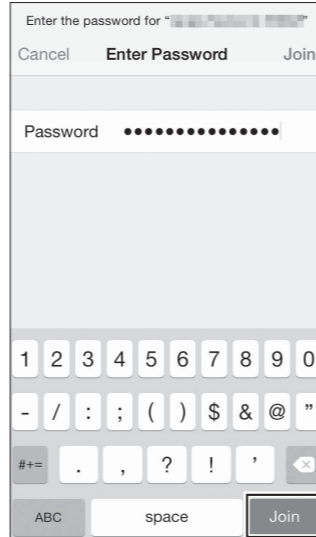 Enter the password for “ ”
Cancel Enter Password Join
Password ●●●●●●●●●●●●●●●
1 2 3 4 5 6 7 8 9 0
- / : ; ( ) $ & @ ”
#+= . , ? ! ’
ABC space Join